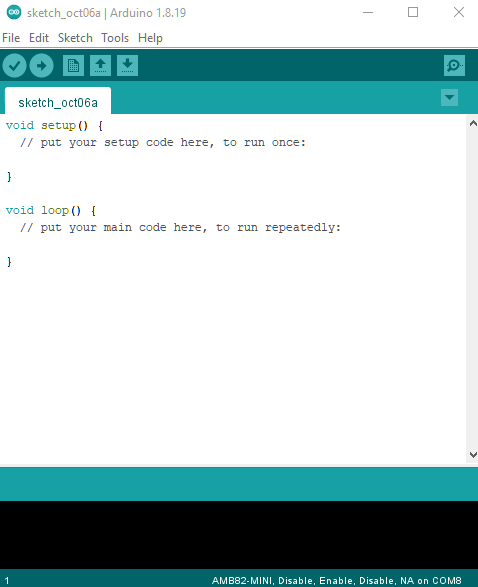 sketch_oct06a | Arduino 1.8.19
File Edit Sketch Tools Help
sketch_oct06a
void setup() {
  // put your setup code here, to run once:
}
void loop() {
  // put your main code here, to run repeatedly:
}
1 AMB82-MINI, Disable, Enable, Disable, NA on COM8